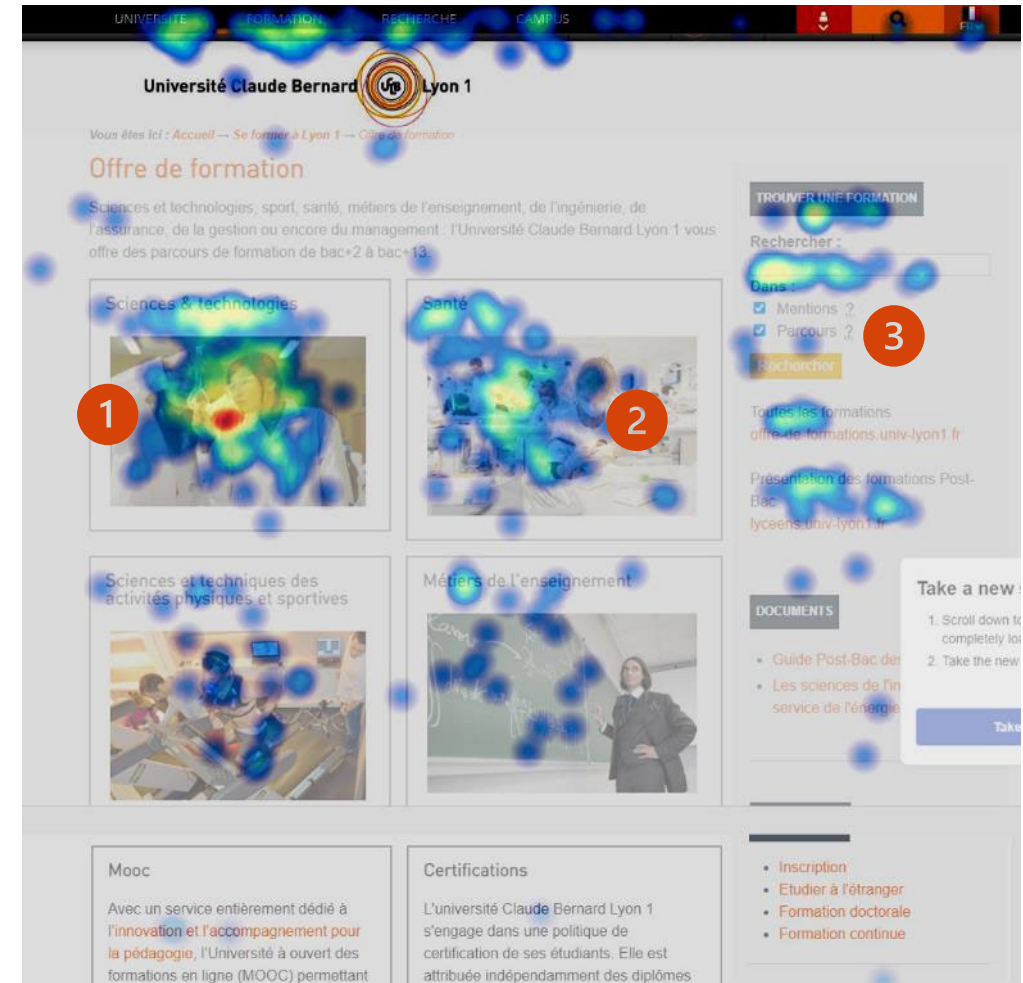 UNIVERSITÉ FORMATION RECHERCHE CAMPUS
Université Claude Bernard Lyon 1
Vous êtes ici : Accueil → Se former à Lyon 1 → Offre de formation
Offre de formation
Sciences et technologies, sport, santé, métiers de l'enseignement, de l'ingénierie, de
l'assurance, de la gestion ou encore du management : l'Université Claude Bernard Lyon 1 vous
offre des parcours de formation de bac+2 à bac+13.
Sciences & technologies
1
Santé
2
Sciences et techniques des
activités physiques et sportives
Métiers de l'enseignement
Mooc
Avec un service entièrement dédié à
l'innovation et l'accompagnement pour
la pédagogie, l'Université à ouvert des
formations en ligne (MOOC) permettant
Certifications
L'université Claude Bernard Lyon 1
s'engage dans une politique de
certification de ses étudiants. Elle est
attribuée indépendamment des diplômes
TROUVER UNE FORMATION
Rechercher :
Dans :
Mentions ?
Parcours ?
3
Rechercher
Toutes les formations
offre-de-formations.univ-lyon1.fr
Présentation des formations Post-
Bac
lyceens.univ-lyon1.fr
DOCUMENTS
Guide Post-Bac
Les sciences de
service de l'énergie
Take a new
1. Scroll down
completely
2. Take the new
Take
Inscription
Etudier à l'étranger
Formation doctorale
Formation continue